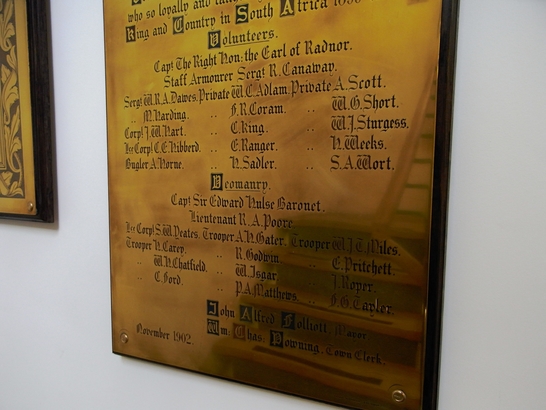 who so loyally and
King and Country in South Africa
Volunteers.
Capt The Right Hon: the Earl of Radnor.
Staff Armourer Sergt R. Canaway.
Sergt W.R.A. Dawes. Private W.C. Adlam. Private A. Scott.
.. M. Harding. .. F.R. Coram. .. W.G. Short.
Corpl J.W. Hart. .. C. King. .. W.J. Sturgess.
Lce Corpl C.E. Hibberd. .. E. Ranger. .. H. Weeks.
Bugler A. Horne. .. H. Sadler. .. S.A. Wort.
Yeomanry.
Capt Sir Edward Hulse Baronet.
Lieutenant R.A. Poore
Lce Corpl S.W. Yeates. Trooper A.H. Gater. Trooper W.J.T. Miles.
Trooper H. Carey. .. R. Godwin. .. E. Pritchett.
.. W.H. Chatfield. .. W. Isgar .. J. Roper.
.. C. Ford. .. P.A. Matthews. .. F.G. Tayler.
John Alfred Folliott, Mayor
November 1902. Wm. Chas. Powning, Town Clerk.